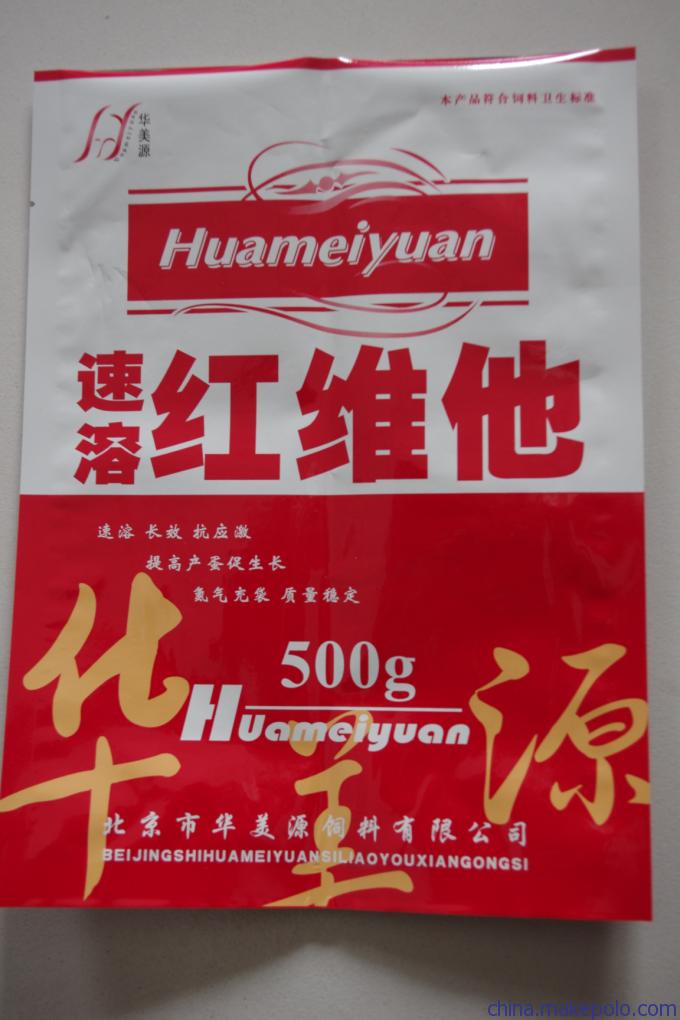 本产品符合饲料卫生标准
华美源
Huameiyuan
速溶
红维他
速溶 长效 抗应激
提高产蛋促生长
氮气充袋 质量稳定
500g
Huameiyuan
华美源
北京市华美源饲料有限公司
BEIJINGSHIHUAMEIYUANSILIAOYOUXIANGONGSI
china.makepolo.com